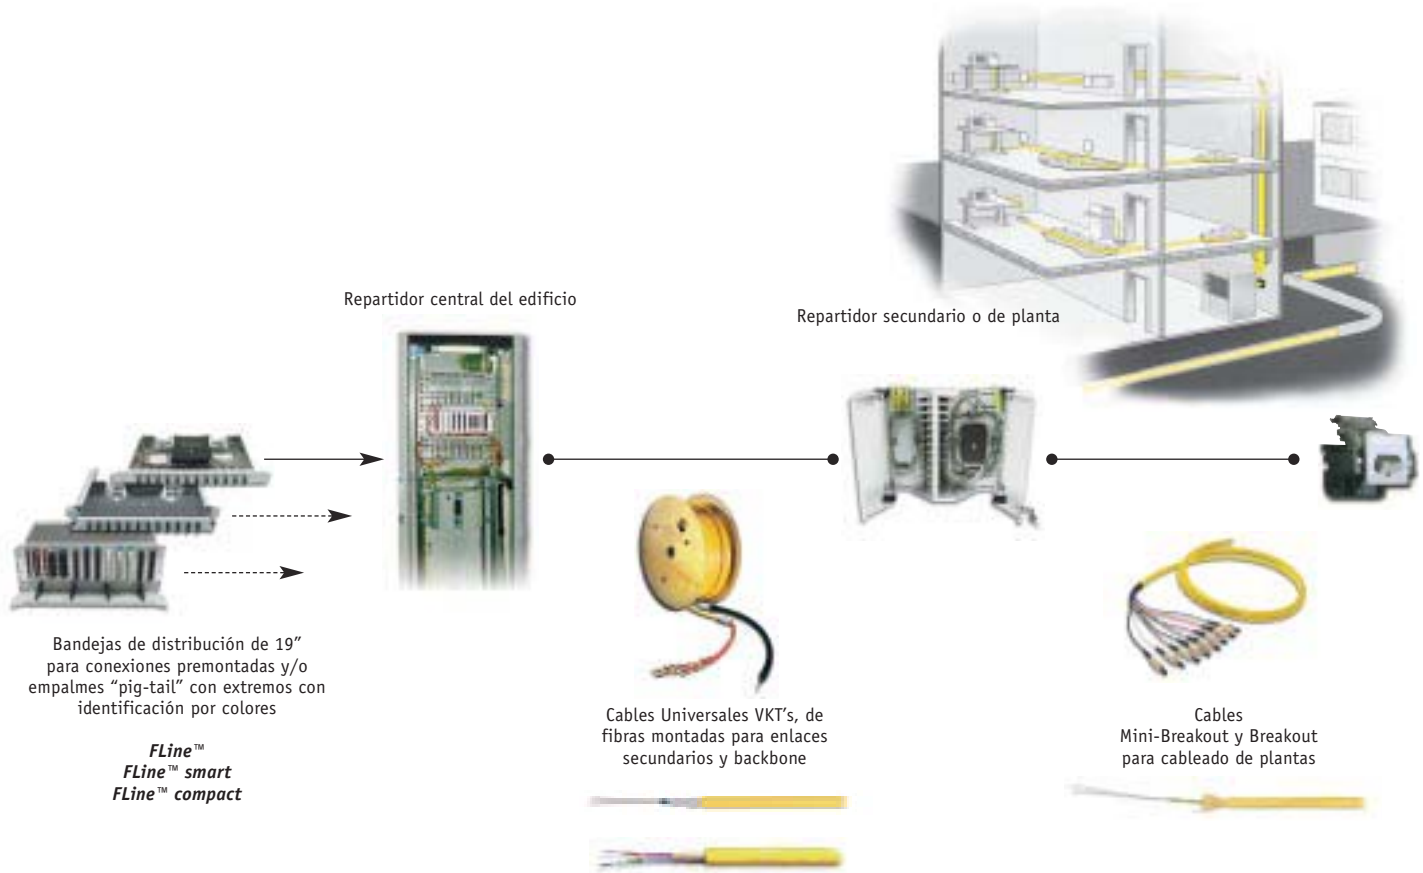 Repartidor central del edificio
Repartidor secundario o de planta
Bandejas de distribución de 19”
para conexiones premontadas y/o
empalmes “pig-tail” con extremos con
identificación por colores
FLine™
FLine™ smart
FLine™ compact
Cables Universales VKT’s, de
fibras montadas para enlaces
secundarios y backbone
Cables
Mini-Breakout y Breakout
para cableado de plantas